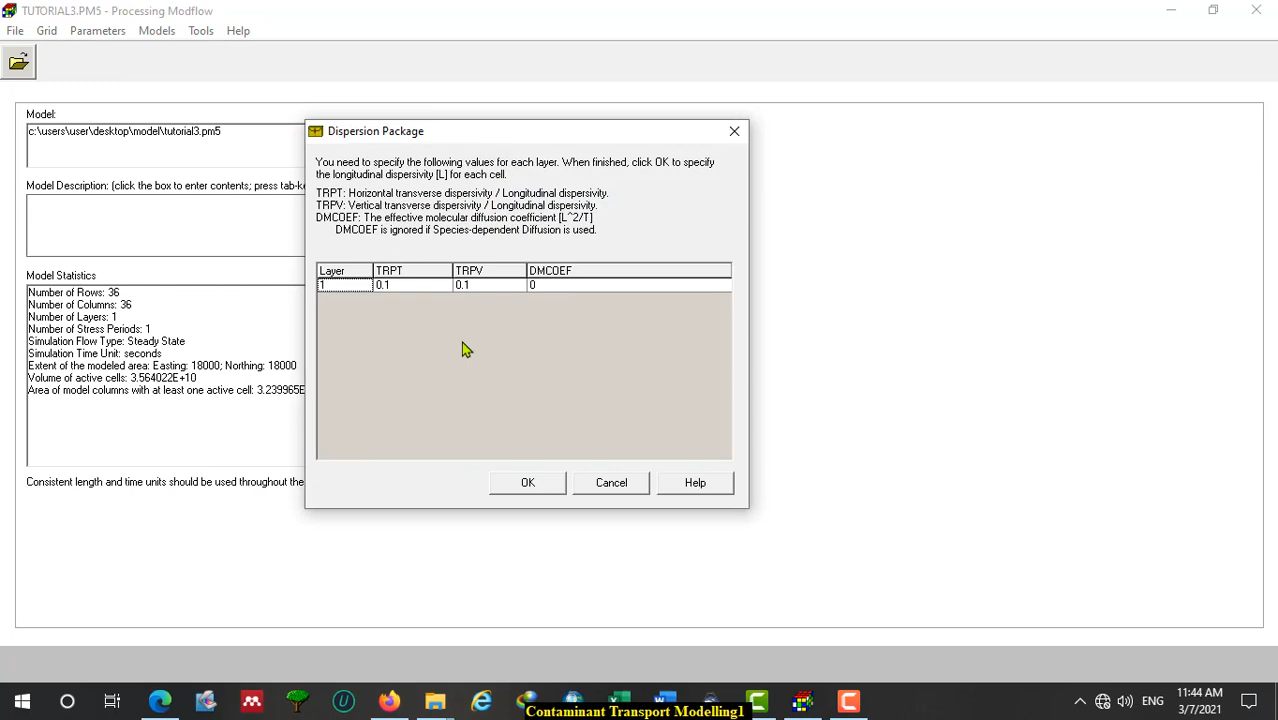 TUTORIAL3.PM5 - Processing Modflow
File Grid Parameters Models Tools Help
Model:
c:\users\user\desktop\model\tutorial3.pm5
Model Description: (click the box to enter contents; press tab-ke
Model Statistics
Number of Rows: 36
Number of Columns: 36
Number of Layers: 1
Number of Stress Periods: 1
Simulation Flow Type: Steady State
Simulation Time Unit: seconds
Extent of the modeled area: Easting: 18000; Northing: 18000
Volume of active cells: 3.564022E+10
Area of model columns with at least one active cell: 3.239965E
Consistent length and time units should be used throughout the
Dispersion Package
You need to specify the following values for each layer. When finished, click OK to specify
the longitudinal dispersivity [L] for each cell.
TRPT: Horizontal transverse dispersivity / Longitudinal dispersivity.
TRPV: Vertical transverse dispersivity / Longitudinal dispersivity.
DMCOEF: The effective molecular diffusion coefficient [L^2/T]
DMCOEF is ignored if Species-dependent Diffusion is used.
Layer TRPT TRPV DMCOEF
1 0.1 0.1 0
OK Cancel Help
ENG
11:44 AM
3/7/2021
Contaminant Transport Modelling1